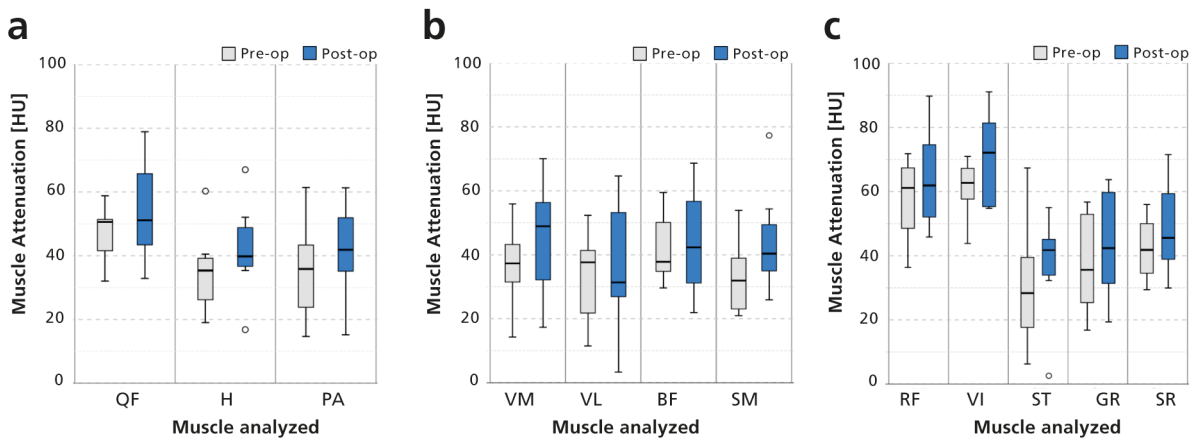 a
Pre-op Post-op
Muscle Attenuation [HU]
100
80
60
40
20
0
QF H PA
Muscle analyzed
b
Pre-op Post-op
Muscle Attenuation [HU]
100
80
60
40
20
0
VM VL BF SM
Muscle analyzed
c
Pre-op Post-op
Muscle Attenuation [HU]
100
80
60
40
20
0
RF VI ST GR SR
Muscle analyzed